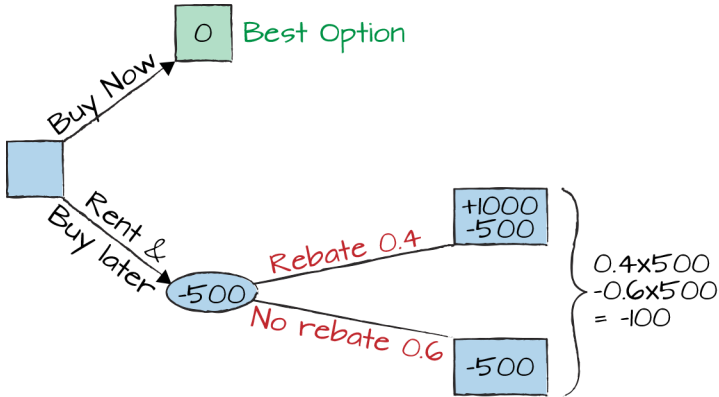 0
Best Option
Buy Now
Rent &
Buy later
-500
Rebate 0.4
No rebate 0.6
+1000
-500
-500
0.4x500
-0.6x500
= -100